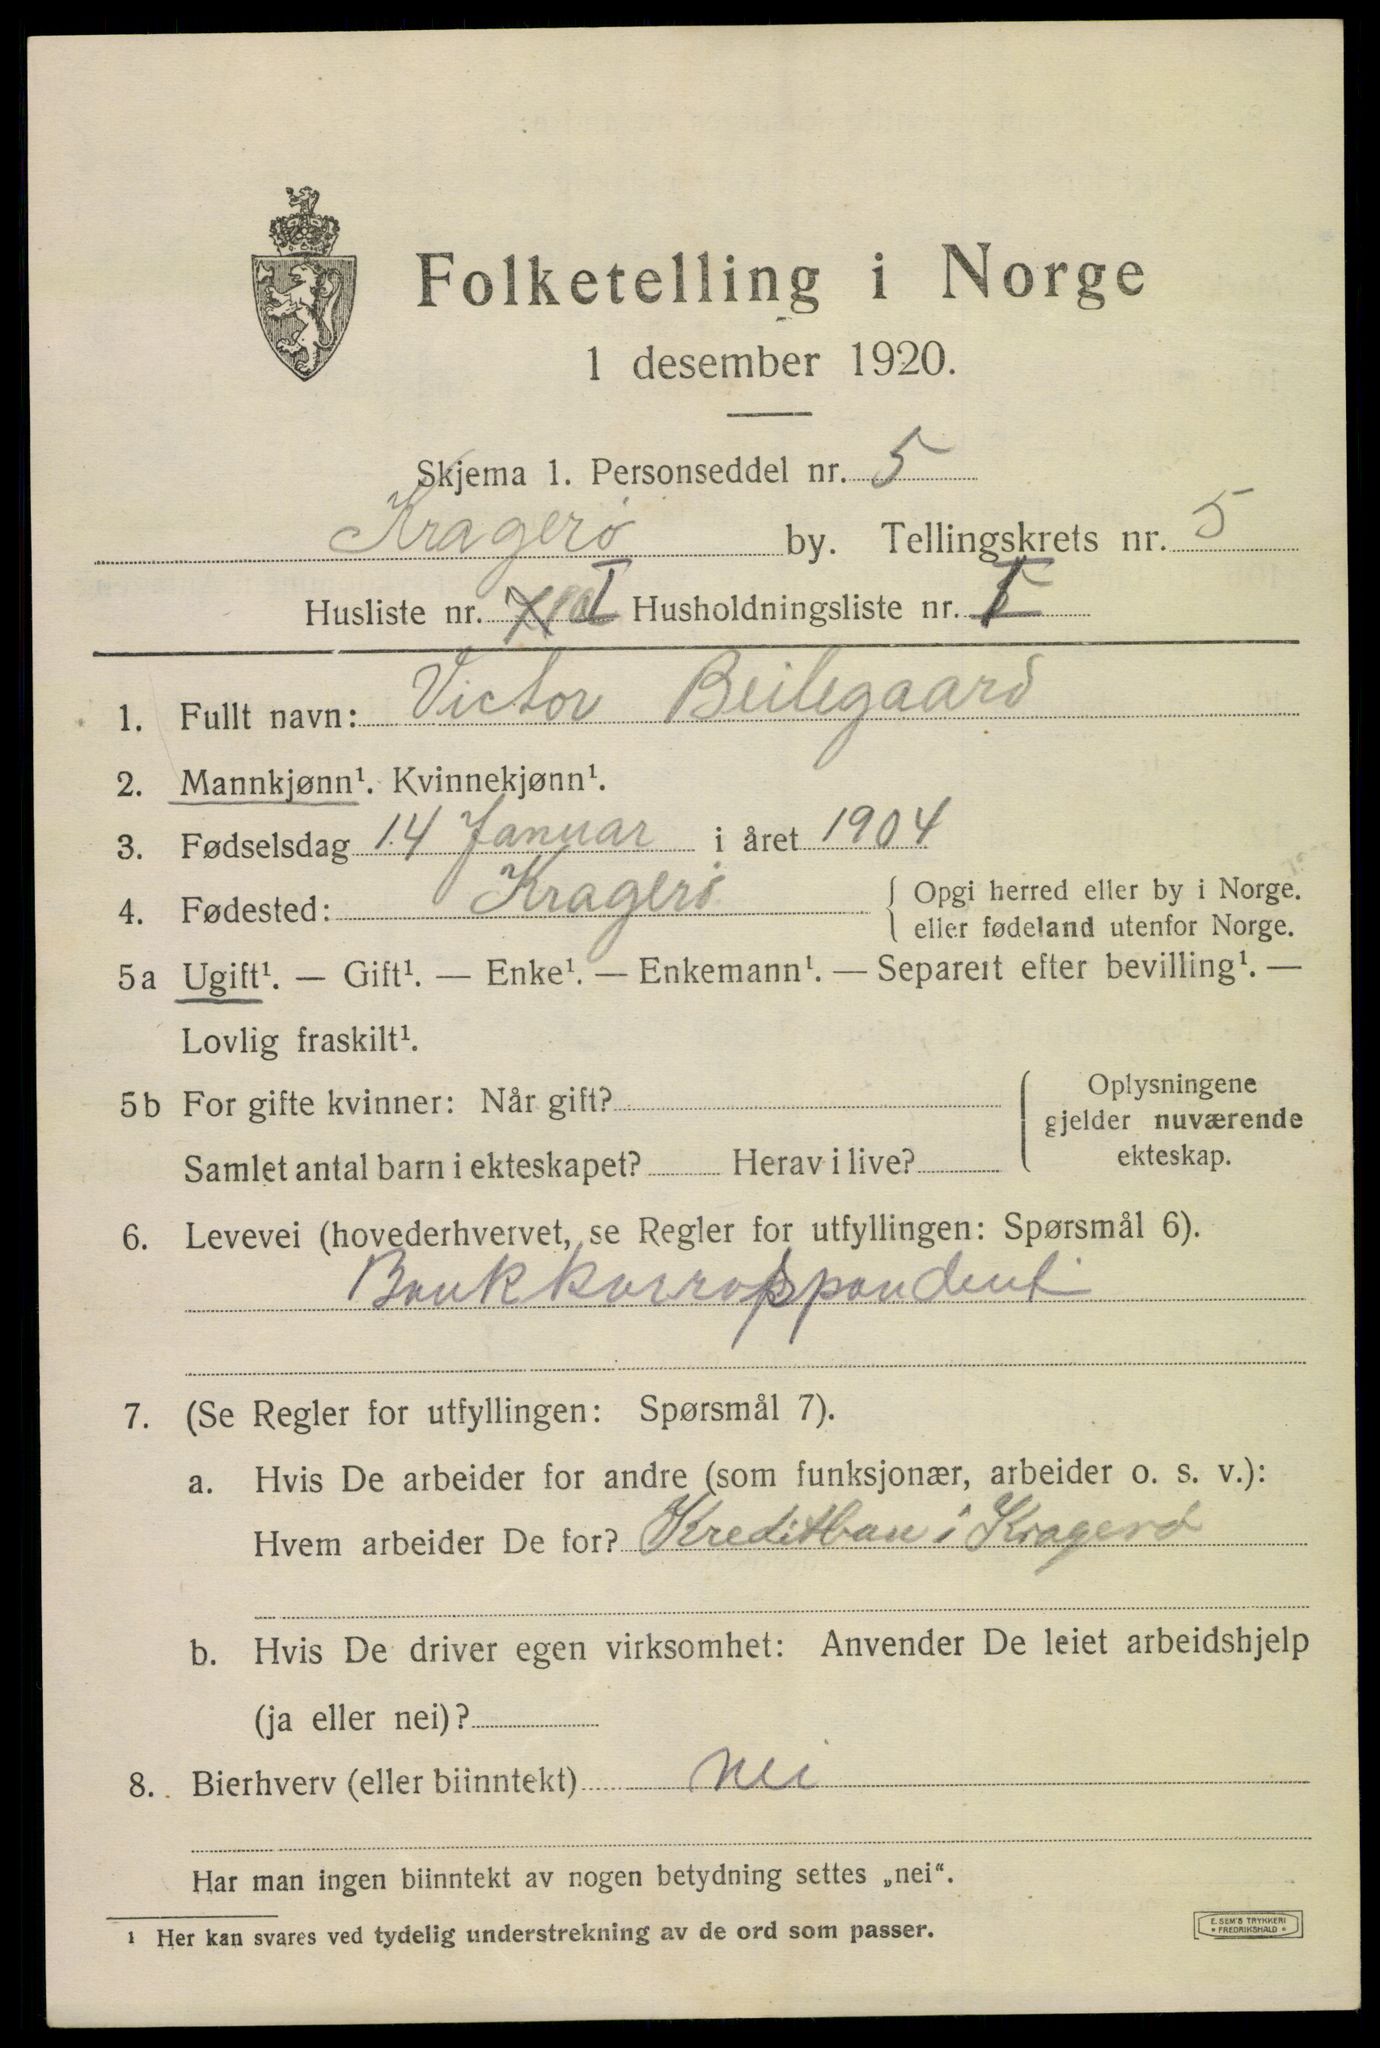 Folketelling i Norge
1 desember 1920.
Skjema 1. Personseddel nr. 5
Kragerø by. Tellingskrets nr. 5
Husliste nr. I Husholdningsliste nr. I
1. Fullt navn: Victor Beilegaard
2. Mannkjønn¹. Kvinnekjønn¹.
3. Fødselsdag 14 Januar i året 1904
4. Fødested: Kragerø { Opgi herred eller by i Norge.
eller fødeland utenfor Norge.
5a Ugift¹. — Gift¹. — Enke¹. — Enkemann¹. — Separert efter bevilling¹. —
Lovlig fraskilt¹.
5b For gifte kvinner: Når gift?
Oplysningene
gjelder nuværende
ekteskap.
Samlet antal barn i ekteskapet? Herav i live?
6. Levevei (hovederhvervet, se Regler for utfyllingen: Spørsmål 6).
Bankkorrospondent
7. (Se Regler for utfyllingen: Spørsmål 7).
a. Hvis De arbeider for andre (som funksjonær, arbeider o. s. v.):
Hvem arbeider De for? Kreditban i Kragerø
b. Hvis De driver egen virksomhet: Anvender De leiet arbeidshjelp
(ja eller nei)?
8. Bierhverv (eller biinntekt) nei
Har man ingen biinntekt av nogen betydning settes „nei“.
¹ Her kan svares ved tydelig understrekning av de ord som passer.
E. SEM'S TRYKKERI
* FREDRIKSHALD *